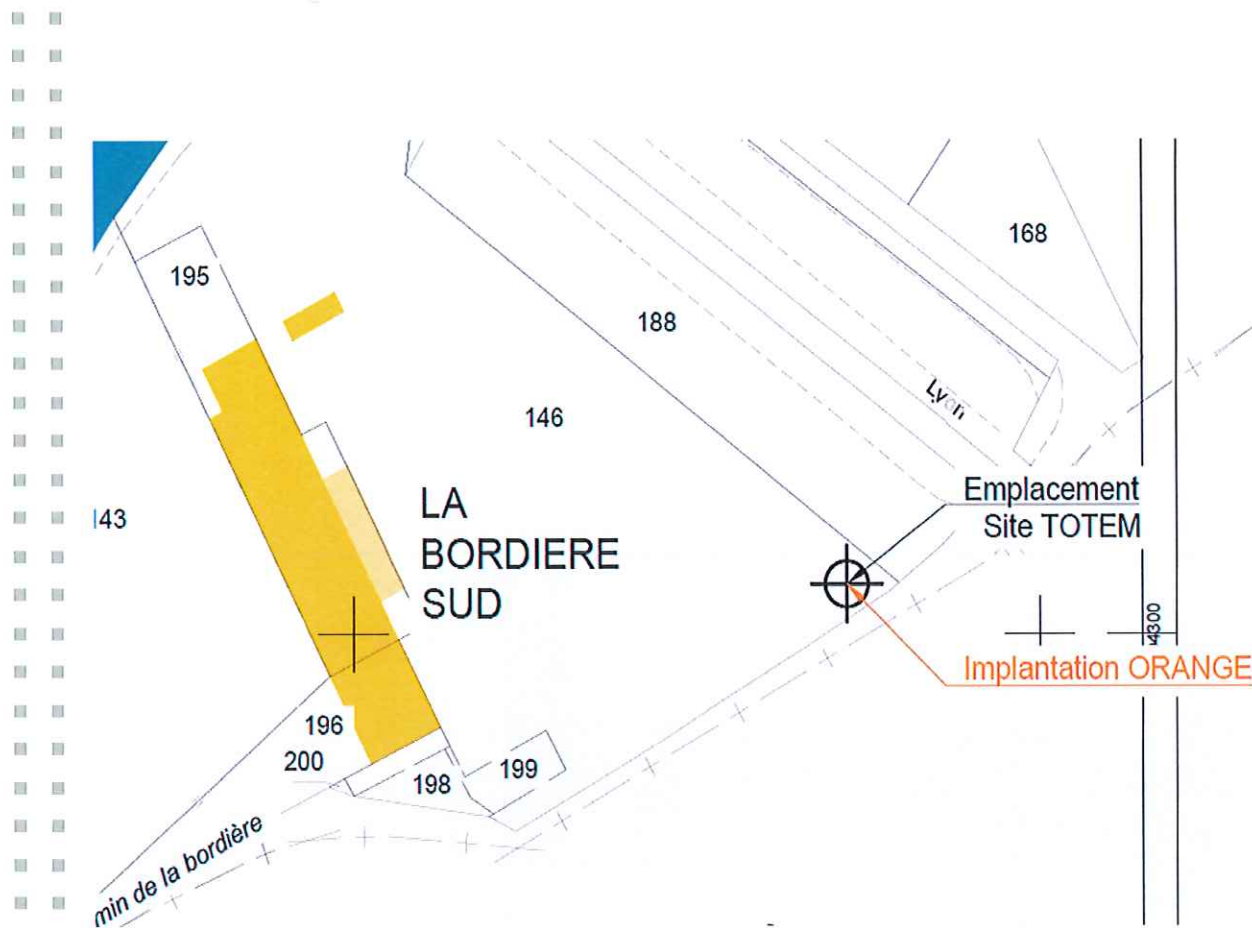 168
195
188
Lyon
146
LA
BORDIERE
SUD
143
Emplacement
Site TOTEM
4300
Implantation ORANGE
196
200
198
199
min de la bordière